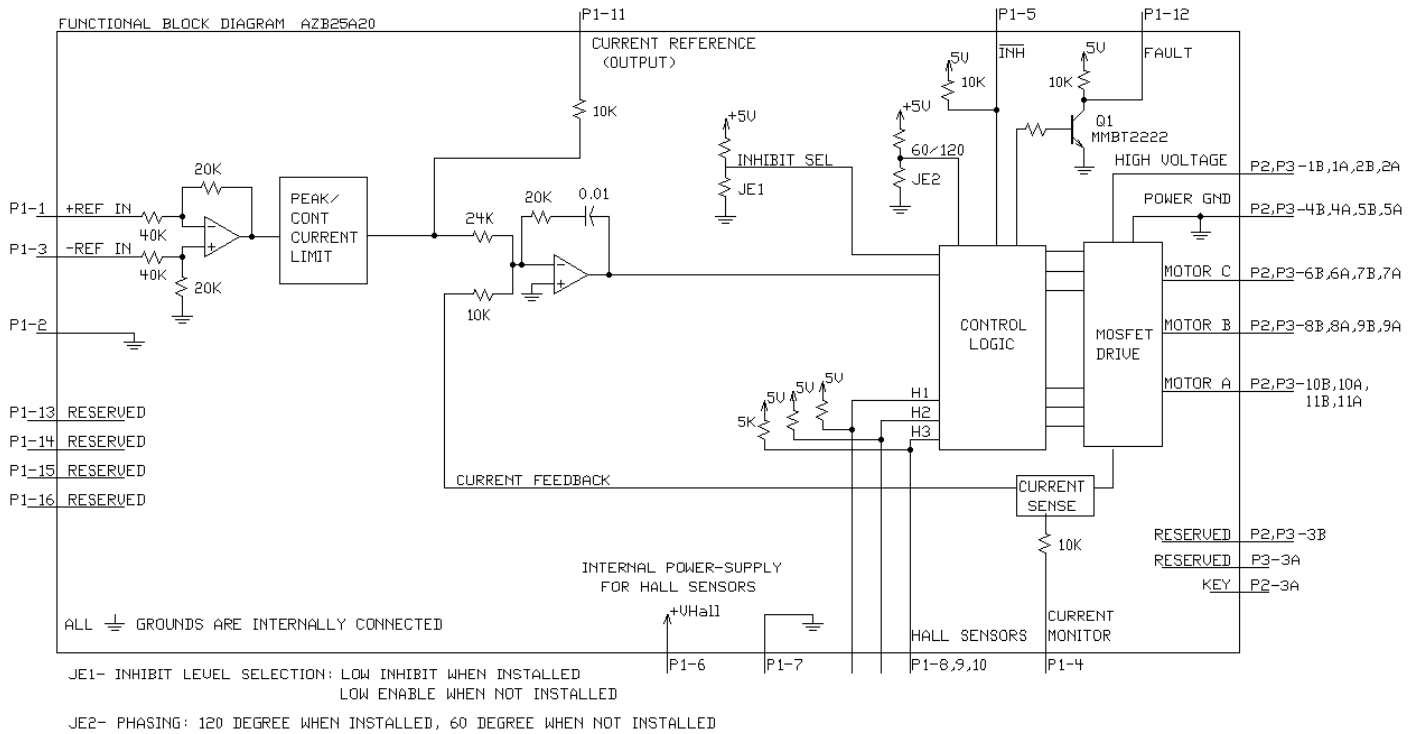 FUNCTIONAL BLOCK DIAGRAM AZB25A20
P1-11
P1-5
P1-12
CURRENT REFERENCE
(OUTPUT)
INH
FAULT
5V
10K
5V
10K
10K
+5V
+5V
Q1
MMBT2222
INHIBIT SEL
60/120
HIGH VOLTAGE
P2,P3-1B,1A,2B,2A
JE1
JE2
20K
PEAK/
CONT
CURRENT
LIMIT
20K
0.01
24K
POWER GND
P2,P3-4B,4A,5B,5A
P1-1
+REF IN
40K
P1-3
-REF IN
40K
20K
10K
MOTOR C
P2,P3-6B,6A,7B,7A
P1-2
CONTROL
LOGIC
MOSFET
DRIVE
MOTOR B
P2,P3-8B,8A,9B,9A
MOTOR A
P2,P3-10B,10A,
11B,11A
5V
5V
5V
5K
H1
H2
H3
P1-13 RESERVED
P1-14 RESERVED
P1-15 RESERVED
P1-16 RESERVED
CURRENT FEEDBACK
CURRENT
SENSE
10K
RESERVED P2,P3-3B
RESERVED P3-3A
KEY P2-3A
INTERNAL POWER-SUPPLY
FOR HALL SENSORS
+VHall
ALL GROUNDS ARE INTERNALLY CONNECTED
HALL SENSORS
CURRENT
MONITOR
P1-6
P1-7
P1-8,9,10
P1-4
JE1- INHIBIT LEVEL SELECTION: LOW INHIBIT WHEN INSTALLED
LOW ENABLE WHEN NOT INSTALLED
JE2- PHASING: 120 DEGREE WHEN INSTALLED, 60 DEGREE WHEN NOT INSTALLED